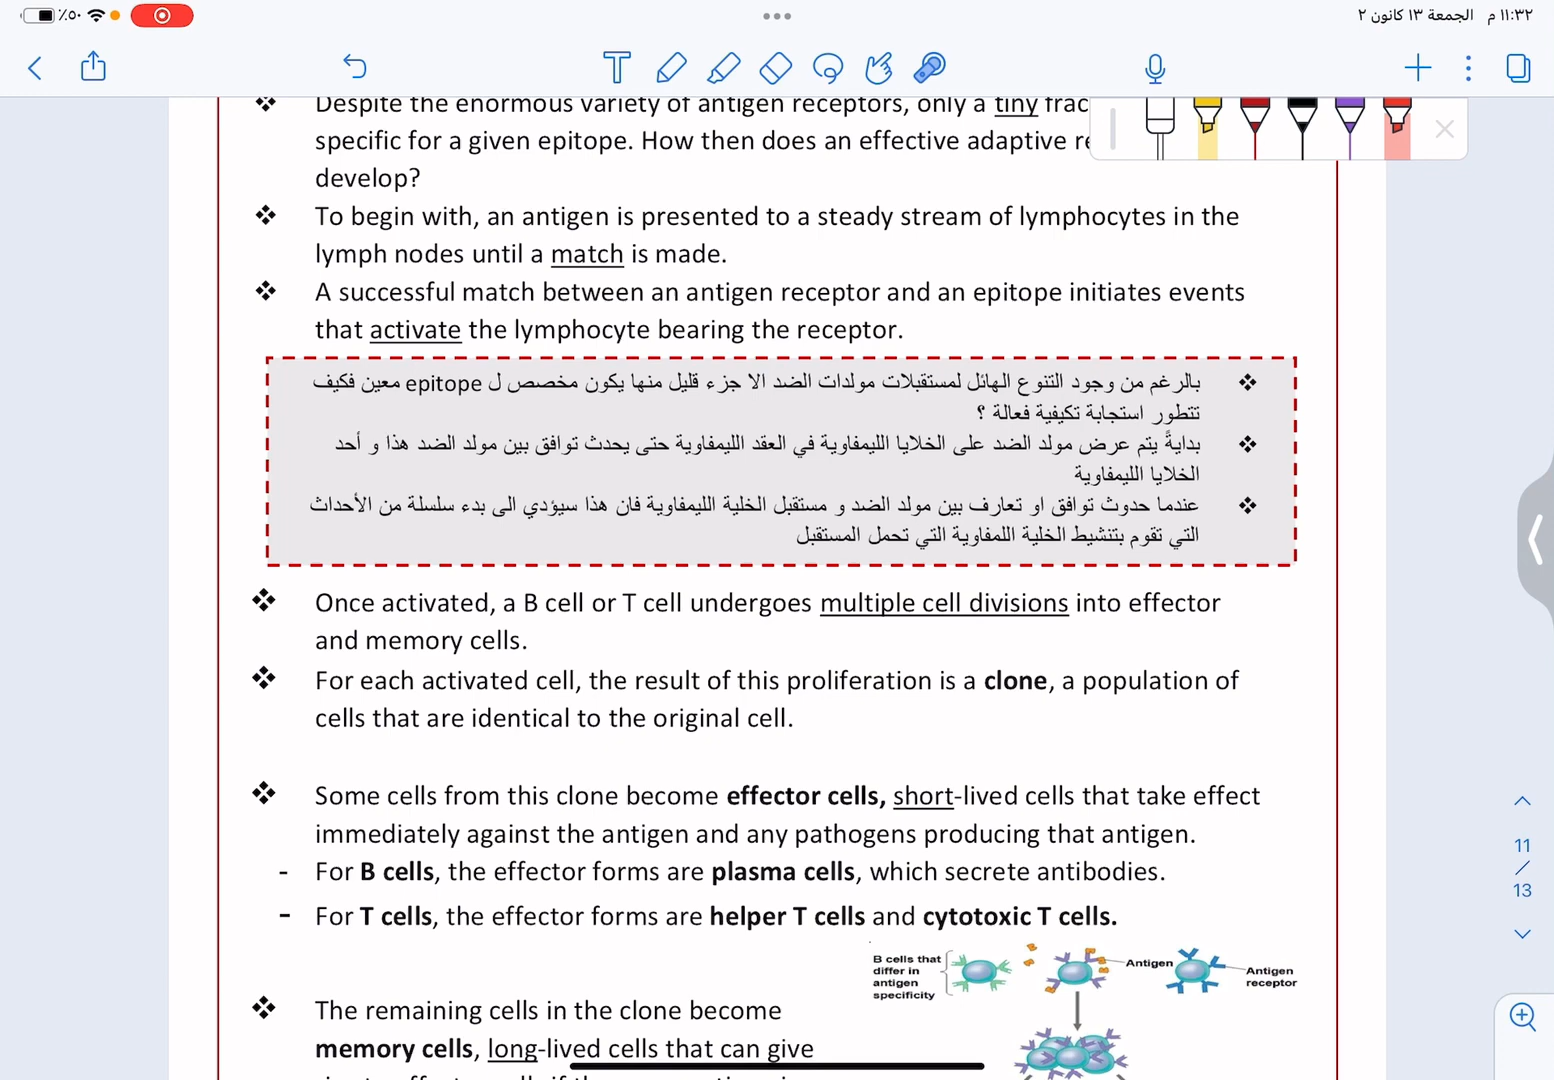 ٪٥٠
١١:٣٢ م الجمعة ١٣ كانون ٢
Despite the enormous variety of antigen receptors, only a tiny frac
specific for a given epitope. How then does an effective adaptive re
develop?
To begin with, an antigen is presented to a steady stream of lymphocytes in the
lymph nodes until a match is made.
A successful match between an antigen receptor and an epitope initiates events
that activate the lymphocyte bearing the receptor.
بالرغم من وجود التنوع الهائل لمستقبلات مولدات الضد الا جزء قليل منها يكون مخصص ل epitope معين فكيف
تتطور استجابة تكيفية فعالة ؟
بدايةً يتم عرض مولد الضد على الخلايا الليمفاوية في العقد الليمفاوية حتى يحدث توافق بين مولد الضد هذا و أحد
الخلايا الليمفاوية
عندما حدوث توافق او تعارف بين مولد الضد و مستقبل الخلية الليمفاوية فان هذا سيؤدي الى بدء سلسلة من الأحداث
التي تقوم بتنشيط الخلية اللمفاوية التي تحمل المستقبل
Once activated, a B cell or T cell undergoes multiple cell divisions into effector
and memory cells.
For each activated cell, the result of this proliferation is a clone, a population of
cells that are identical to the original cell.
Some cells from this clone become effector cells, short-lived cells that take effect
immediately against the antigen and any pathogens producing that antigen.
- For B cells, the effector forms are plasma cells, which secrete antibodies.
- For T cells, the effector forms are helper T cells and cytotoxic T cells.
B cells that
differ in
antigen
specificity
Antigen
Antigen
receptor
The remaining cells in the clone become
memory cells, long-lived cells that can give
11
/
13